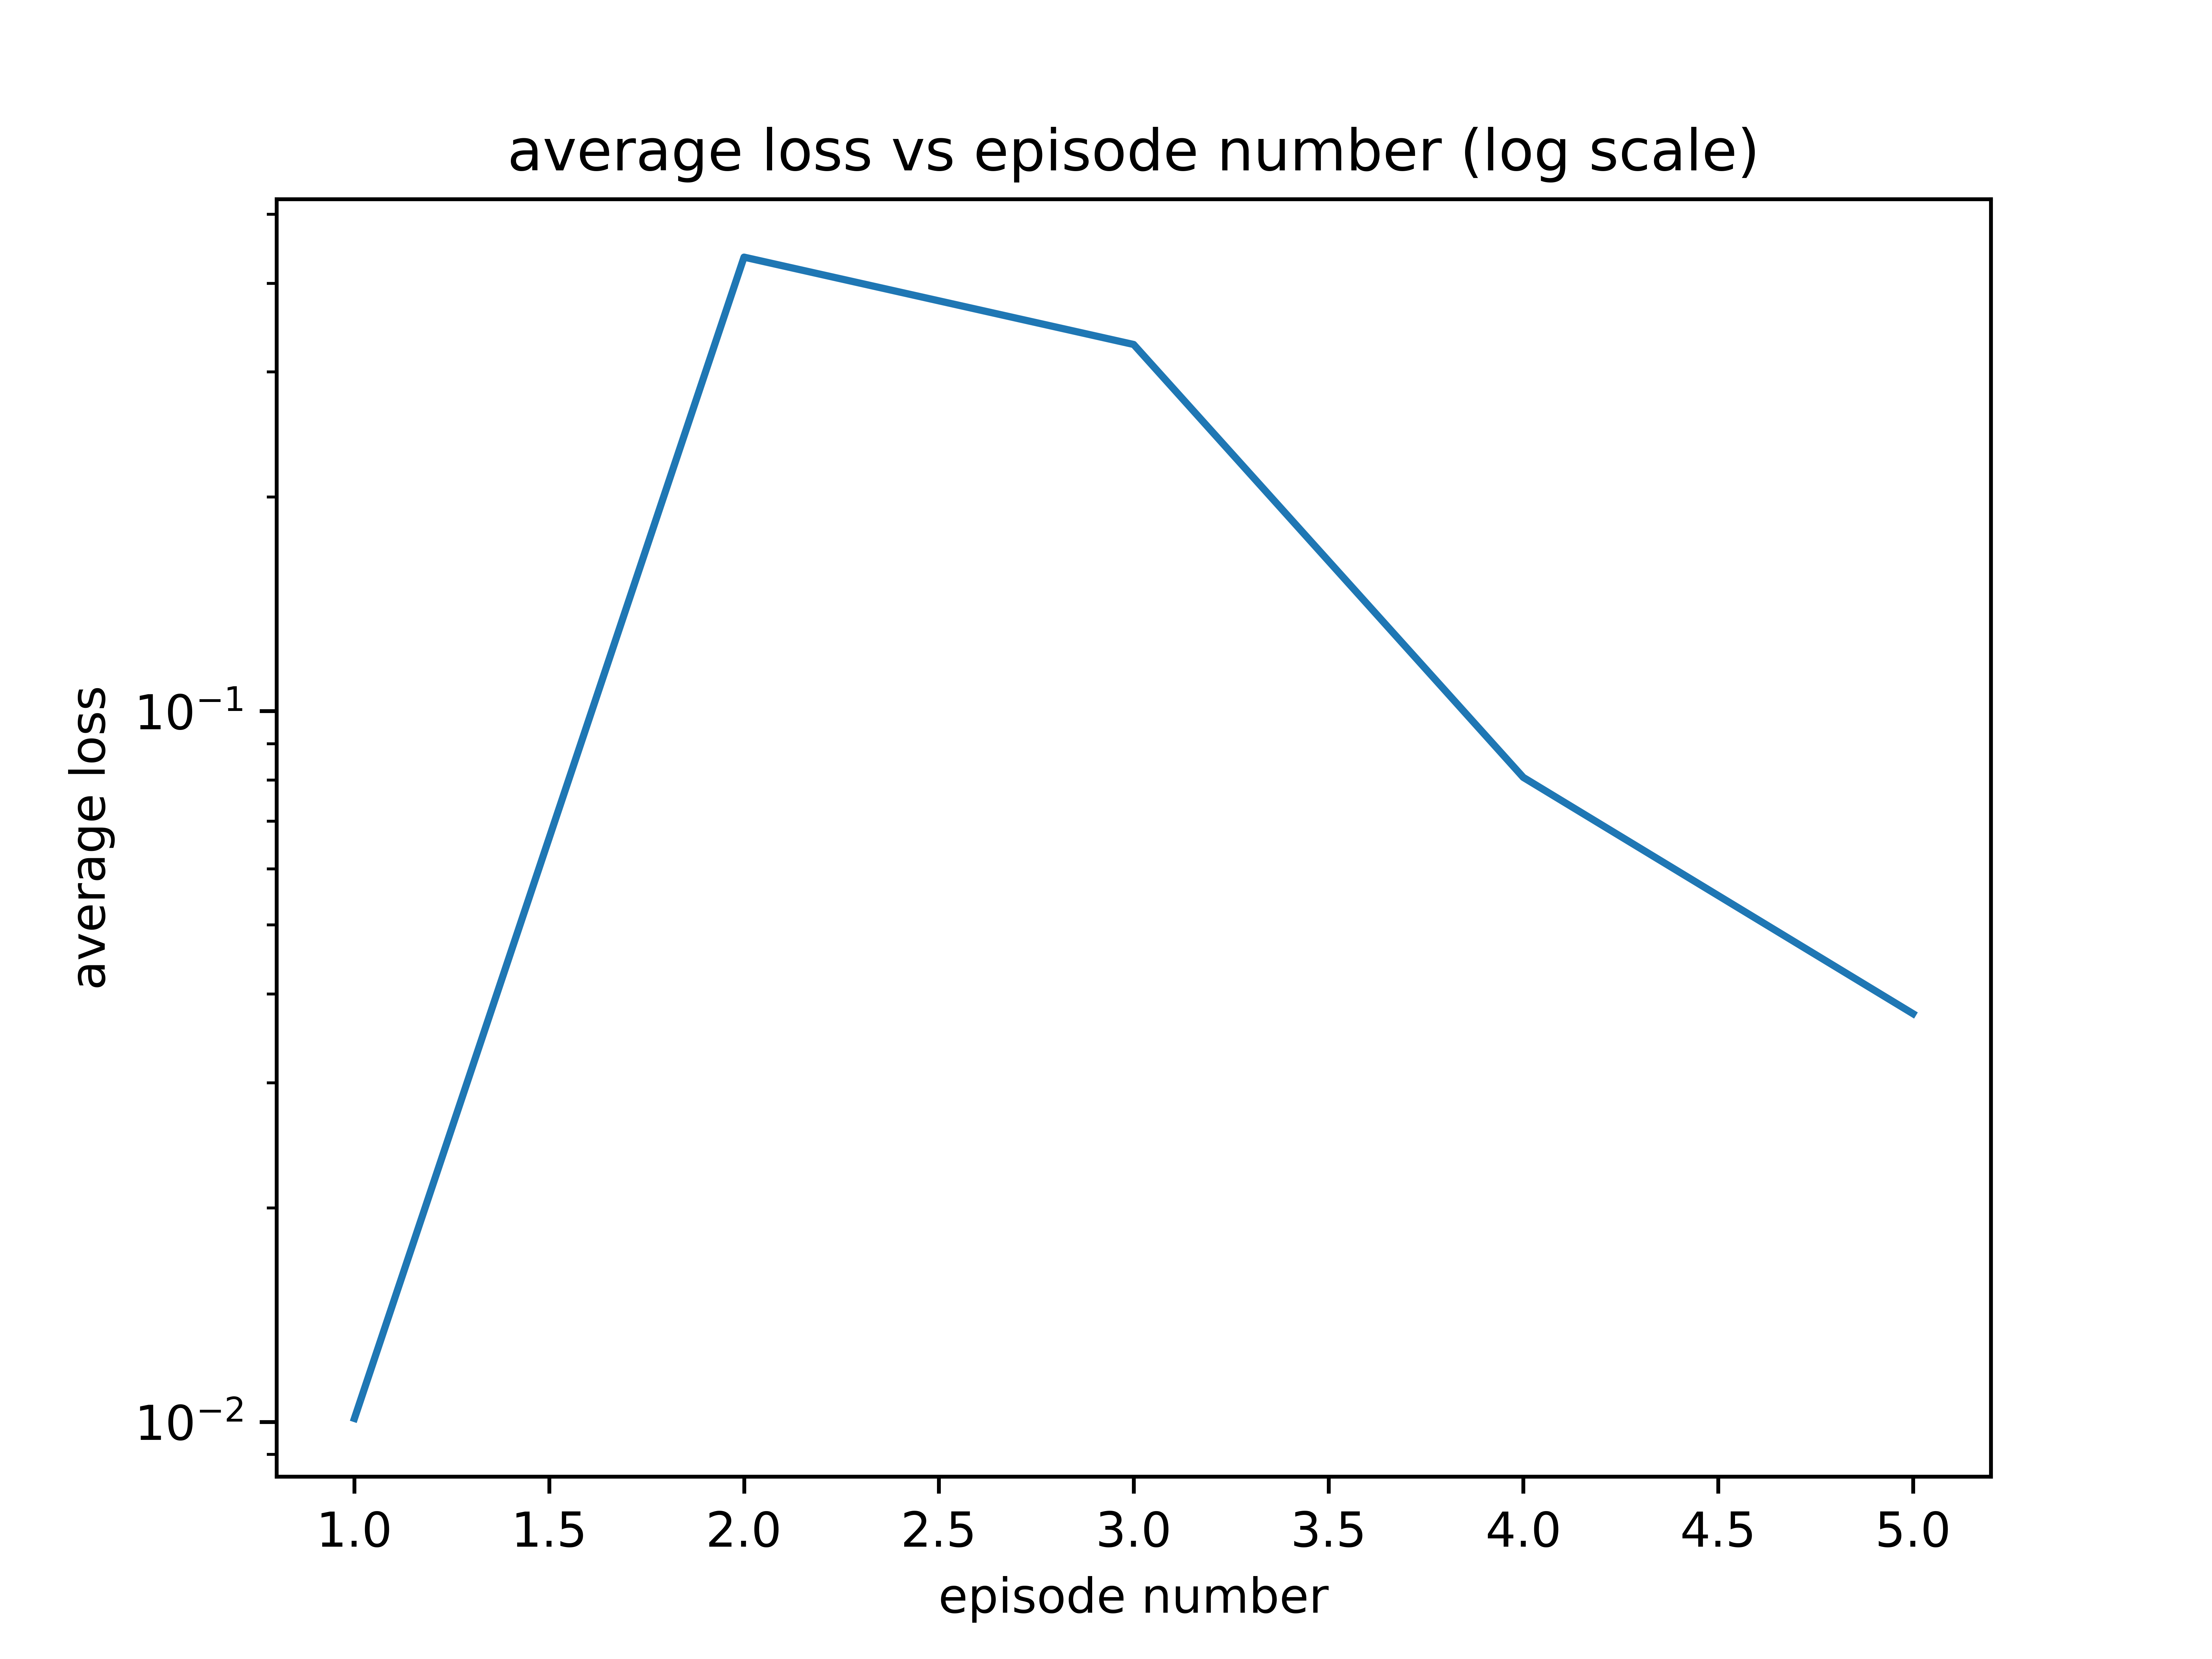 average loss vs episode number (log scale)
average loss
10⁻¹
10⁻²
1.0 1.5 2.0 2.5 3.0 3.5 4.0 4.5 5.0
episode number